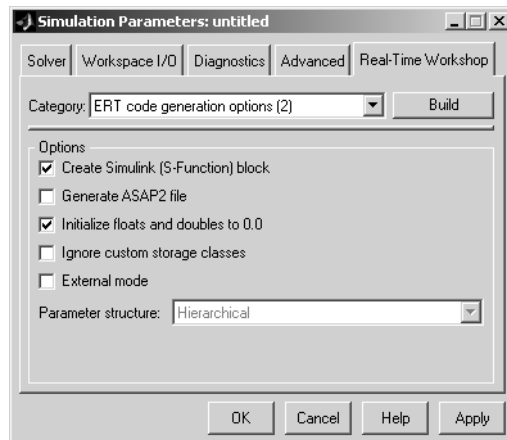 Simulation Parameters: untitled
Solver Workspace I/O Diagnostics Advanced Real-Time Workshop
Category: ERT code generation options (2) Build
Options
Create Simulink (S-Function) block
Generate ASAP2 file
Initialize floats and doubles to 0.0
Ignore custom storage classes
External mode
Parameter structure: Hierarchical
OK Cancel Help Apply